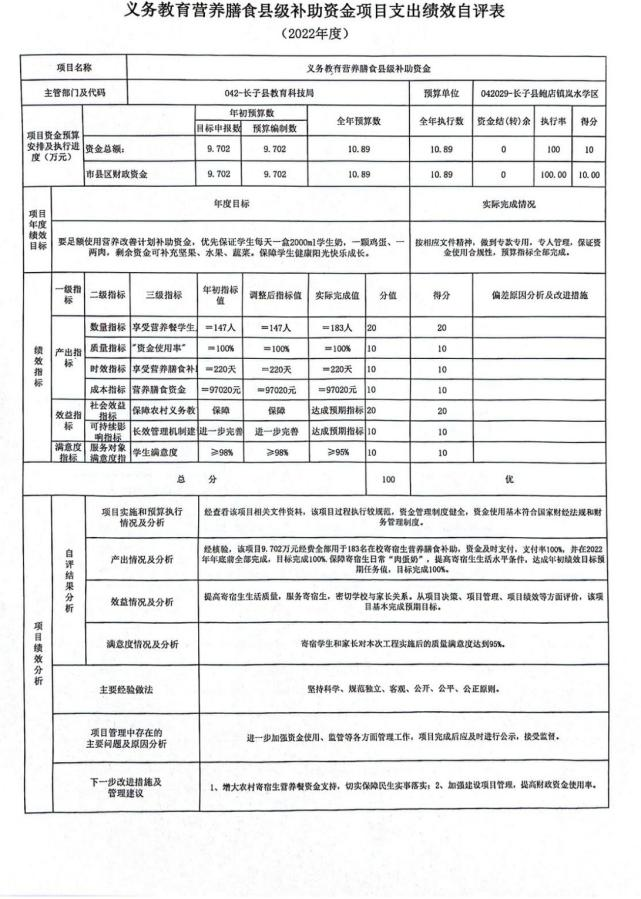 义务教育营养膳食县级补助资金项目支出绩效自评表
（2022年度）
项目名称 义务教育营养膳食县级补助资金
主管部门及代码 042-长子县教育科技局 预算单位 042029-长子县鲍店镇岚水学区
项目资金预算安排及执行进度（万元） 年初预算数 全年预算数 全年执行数 资金结(转)余 执行率 得分
目标申报数 预算编制数
资金总额: 9.702 9.702 10.89 10.89 0 100 10
市县区财政资金 9.702 9.702 10.89 10.89 0 100.00 10.00
项目年度绩效目标 年度目标 实际完成情况
要足额使用营养改善计划补助资金，优先保证学生每天一盒2000ml学生奶，一颗鸡蛋、一
两肉，剩余资金可补充坚果、水果、蔬菜。保障学生健康阳光快乐成长。
按相应文件精神，做到专款专用，专人管理，保证资
金使用合规性，预算指标全部完成。
绩效指标 一级指标 二级指标 三级指标 年初指标值 调整后指标值 实际完成值 分值 得分 偏差原因分析及改进措施
产出指标 数量指标 享受营养餐学生 ＝147人 ＝147人 ＝183人 20 20
质量指标 "资金使用率" ＝100% ＝100% ＝100% 10 10
时效指标 享受营养膳食补 ＝220天 ＝220天 ＝220天 10 10
成本指标 营养膳食资金 ＝97020元 ＝97020元 ＝97020元 10 10
效益指标 社会效益指标 保障农村义务教 保障 保障 达成预期指标 20 20
可持续影响指标 长效管理机制建 进一步完善 进一步完善 达成预期指标 10 10
满意度指标 服务对象满意度指 学生满意度 ≥98% ≥98% ≥95% 10 10
总 分 100 优
项目绩效分析 自评结果分析 项目实施和预算执行情况及分析
经查看该项目相关文件资料，该项目过程执行较规范，资金管理制度健全，资金使用基本符合国家财经法规和财
务管理制度。
产出情况及分析
经核验，该项目9.702万元经费全部用于183名在校寄宿生营养膳食补助，资金及时支付，支付率100%，并在2022
年年底前全部完成，目标完成100%.保障寄宿生日常“肉蛋奶”，提高寄宿生生活水平条件，达成年初绩效目标预
期任务值，目标完成100%。
效益情况及分析
提高寄宿生生活质量，服务寄宿生，密切学校与家长关系。从项目决策、项目管理、项目绩效等方面评价，该项
目基本完成预期目标。
满意度情况及分析 寄宿学生和家长对本次工程实施后的质量满意度达到95%。
主要经验做法 坚持科学、规范独立、客观、公开、公平、公正原则。
项目管理中存在的主要问题及原因分析 进一步加强资金使用、监管等各方面管理工作，项目完成后应及时进行公示，接受监督。
下一步改进措施及管理建议 1、增大农村寄宿生营养餐资金支持，切实保障民生实事落实；2、加强建设项目管理，提高财政资金使用率。